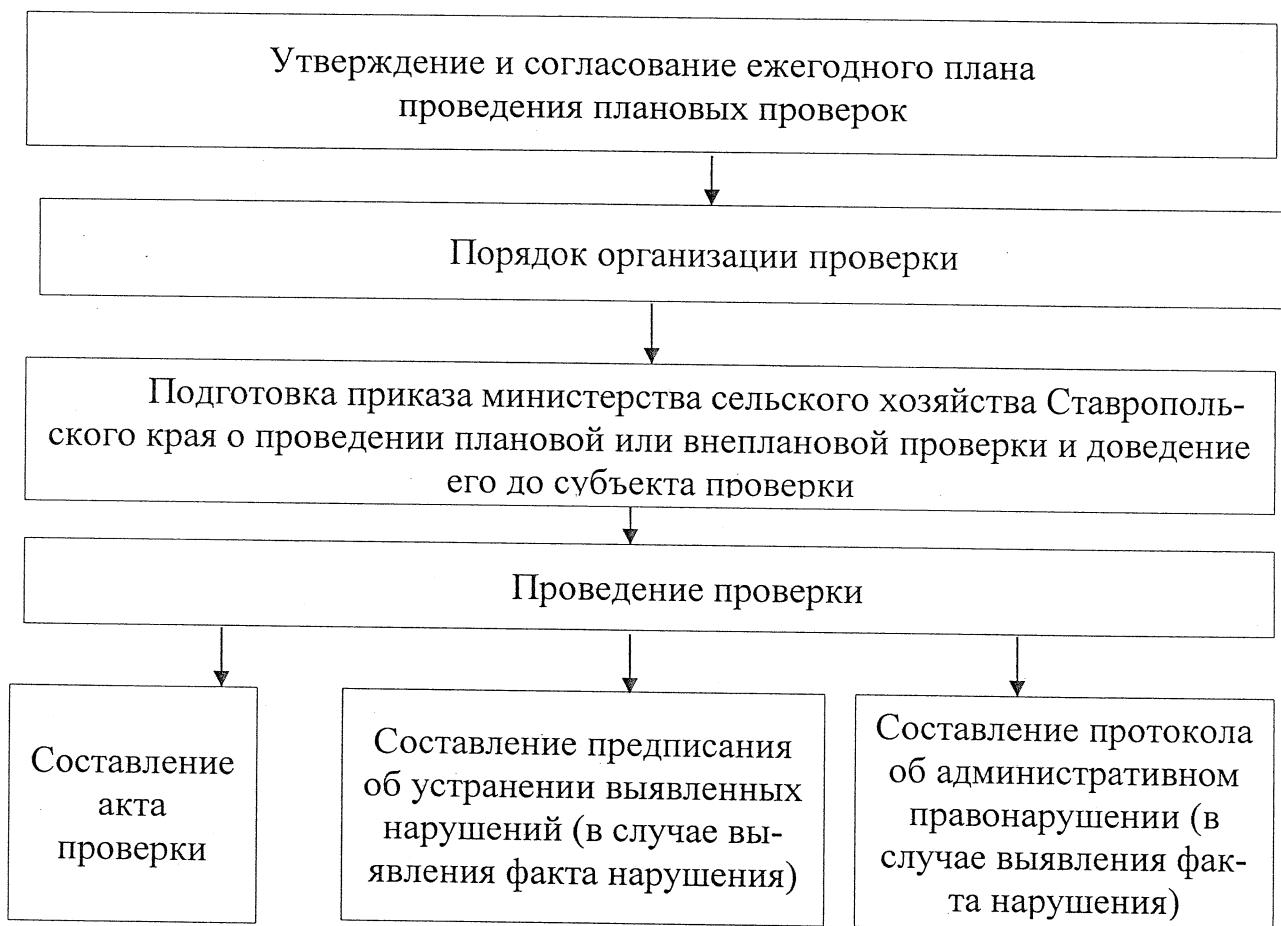 Утверждение и согласование ежегодного плана
проведения плановых проверок
Порядок организации проверки
Подготовка приказа министерства сельского хозяйства Ставрополь-
ского края о проведении плановой или внеплановой проверки и доведение
его до субъекта проверки
Проведение проверки
Составление
акта
проверки
Составление предписания
об устранении выявленных
нарушений (в случае вы-
явления факта нарушения)
Составление протокола
об административном
правонарушении (в
случае выявления фак-
та нарушения)